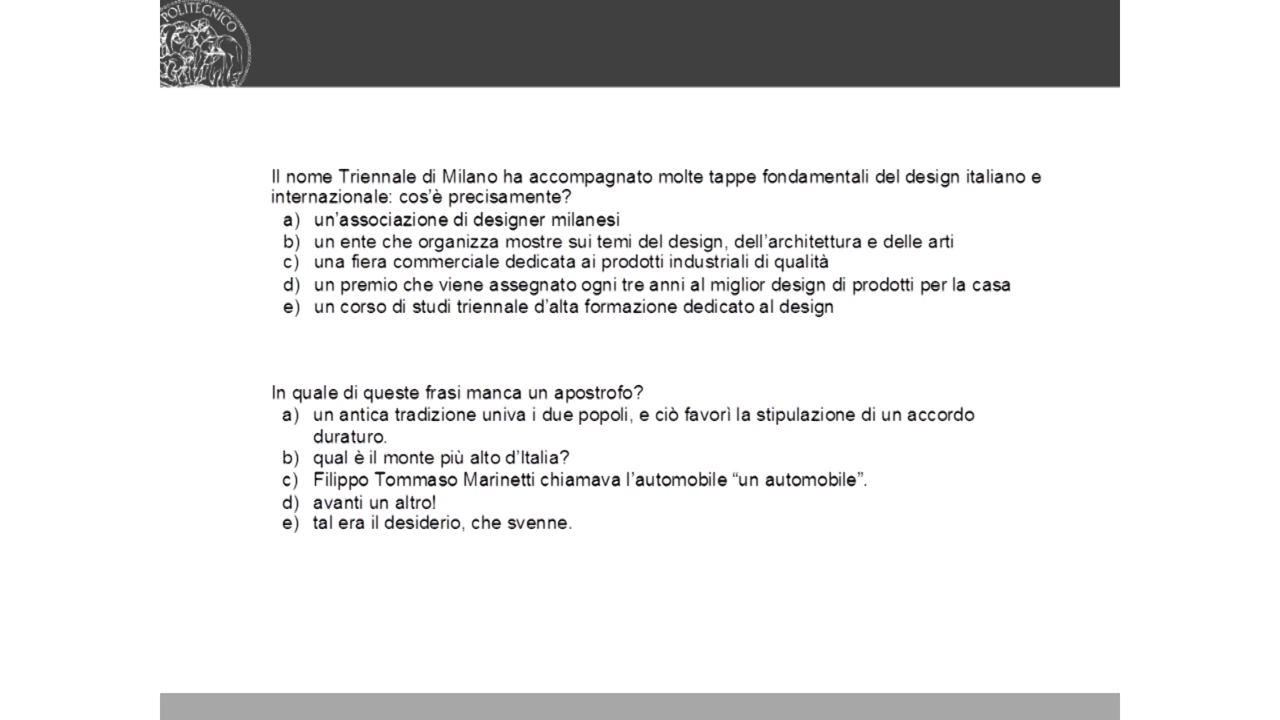 POLITECNICO
Il nome Triennale di Milano ha accompagnato molte tappe fondamentali del design italiano e
internazionale: cos’è precisamente?
a) un’associazione di designer milanesi
b) un ente che organizza mostre sui temi del design, dell’architettura e delle arti
c) una fiera commerciale dedicata ai prodotti industriali di qualità
d) un premio che viene assegnato ogni tre anni al miglior design di prodotti per la casa
e) un corso di studi triennale d’alta formazione dedicato al design
In quale di queste frasi manca un apostrofo?
a) un antica tradizione univa i due popoli, e ciò favorì la stipulazione di un accordo
duraturo.
b) qual è il monte più alto d’Italia?
c) Filippo Tommaso Marinetti chiamava l’automobile “un automobile”.
d) avanti un altro!
e) tal era il desiderio, che svenne.